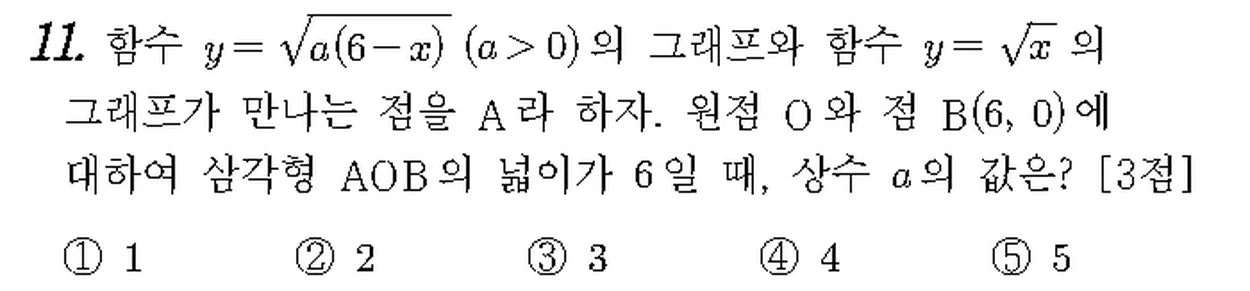 11. 함수 y=√a(6-x) (a>0)의 그래프와 함수 y=√x 의
그래프가 만나는 점을 A라 하자. 원점 O와 점 B(6, 0)에
대하여 삼각형 AOB의 넓이가 6일 때, 상수 a의 값은? [3점]
① 1 ② 2 ③ 3 ④ 4 ⑤ 5